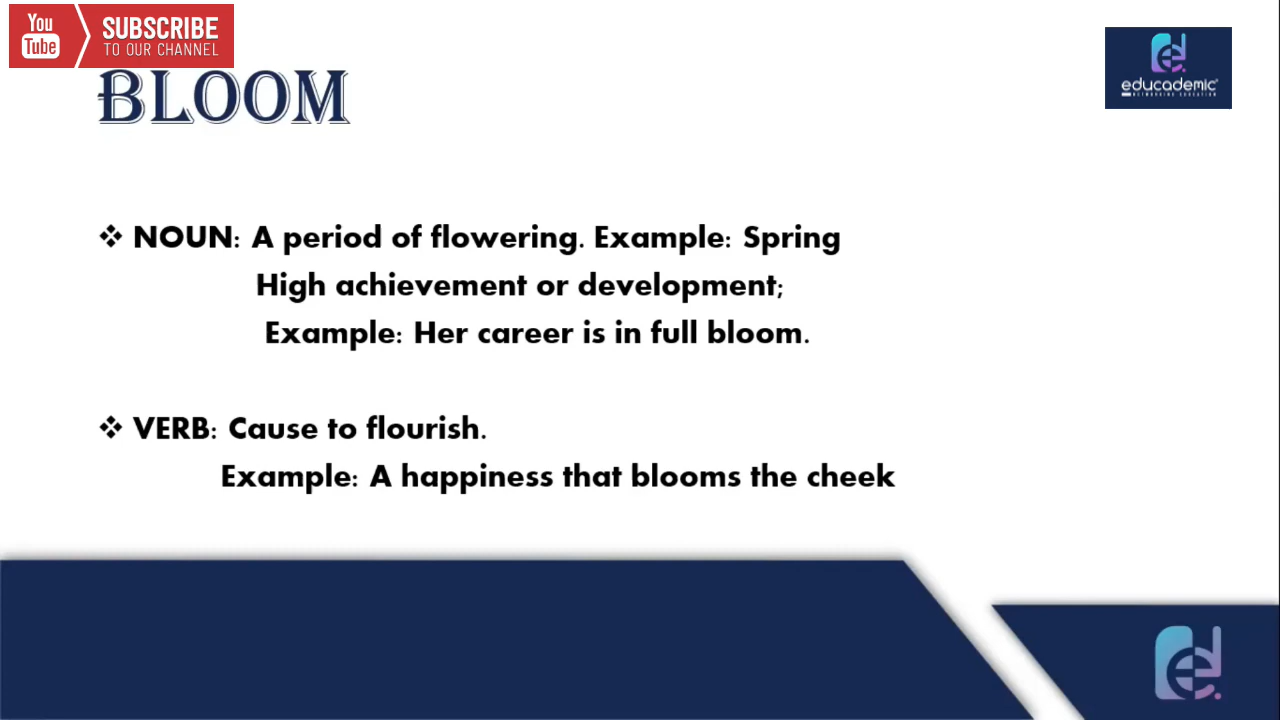 You
Tube
SUBSCRIBE
TO OUR CHANNEL
BLOOM
educademic
❖ NOUN: A period of flowering. Example: Spring
High achievement or development;
Example: Her career is in full bloom.
❖ VERB: Cause to flourish.
Example: A happiness that blooms the cheek